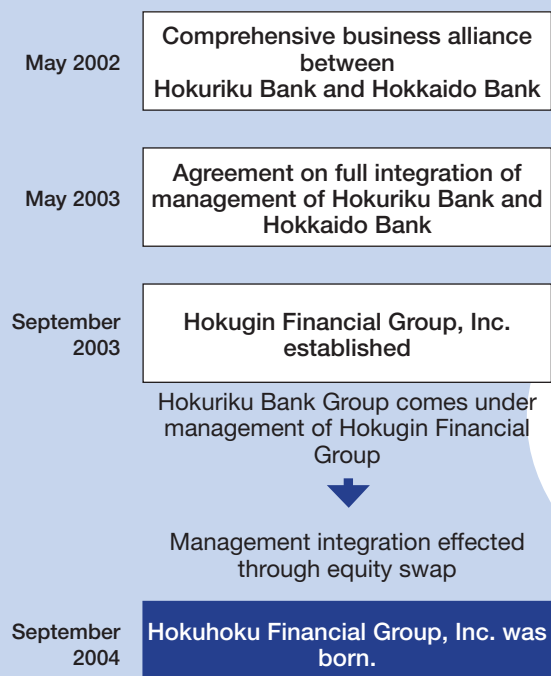 May 2002
Comprehensive business alliance
between
Hokuriku Bank and Hokkaido Bank
May 2003
Agreement on full integration of
management of Hokuriku Bank and
Hokkaido Bank
September
2003
Hokugin Financial Group, Inc.
established
Hokuriku Bank Group comes under
management of Hokugin Financial
Group
Management integration effected
through equity swap
September
2004
Hokuhoku Financial Group, Inc. was
born.